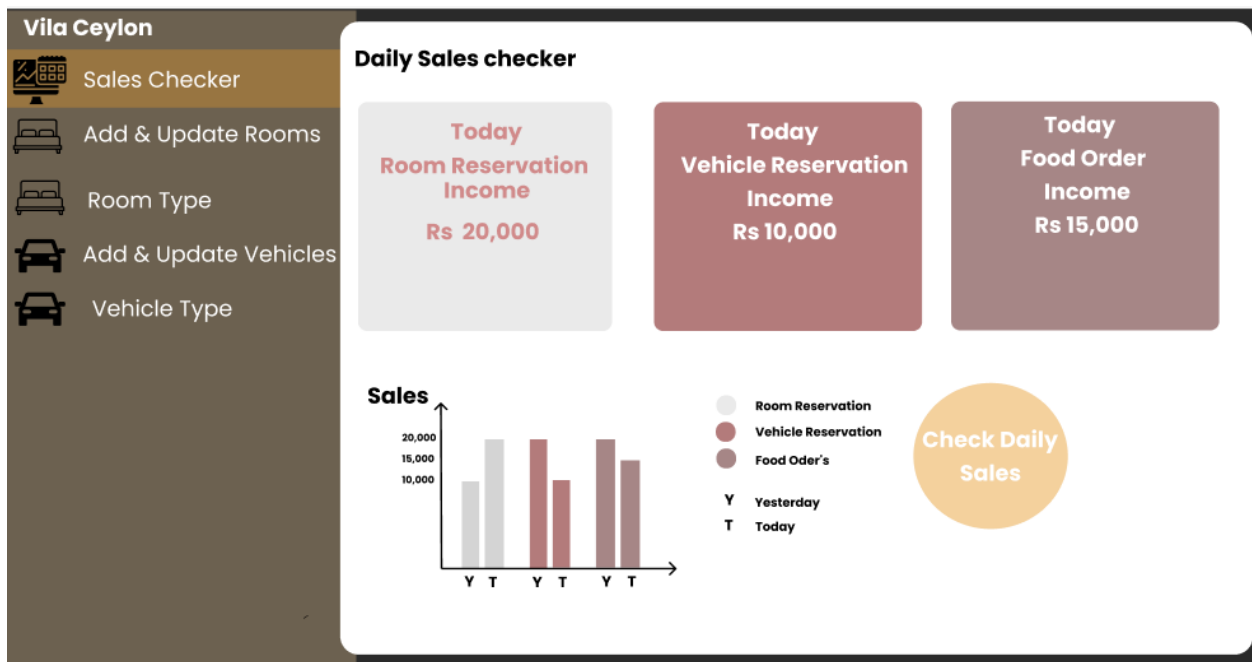 Vila Ceylon
Sales Checker
Add & Update Rooms
Room Type
Add & Update Vehicles
Vehicle Type
Daily Sales checker
Today
Room Reservation
Income
Rs 20,000
Today
Vehicle Reservation
Income
Rs 10,000
Today
Food Order
Income
Rs 15,000
Sales
20,000
15,000
10,000
Y T Y T Y T
Room Reservation
Vehicle Reservation
Food Oder's
Y Yesterday
T Today
Check Daily
Sales